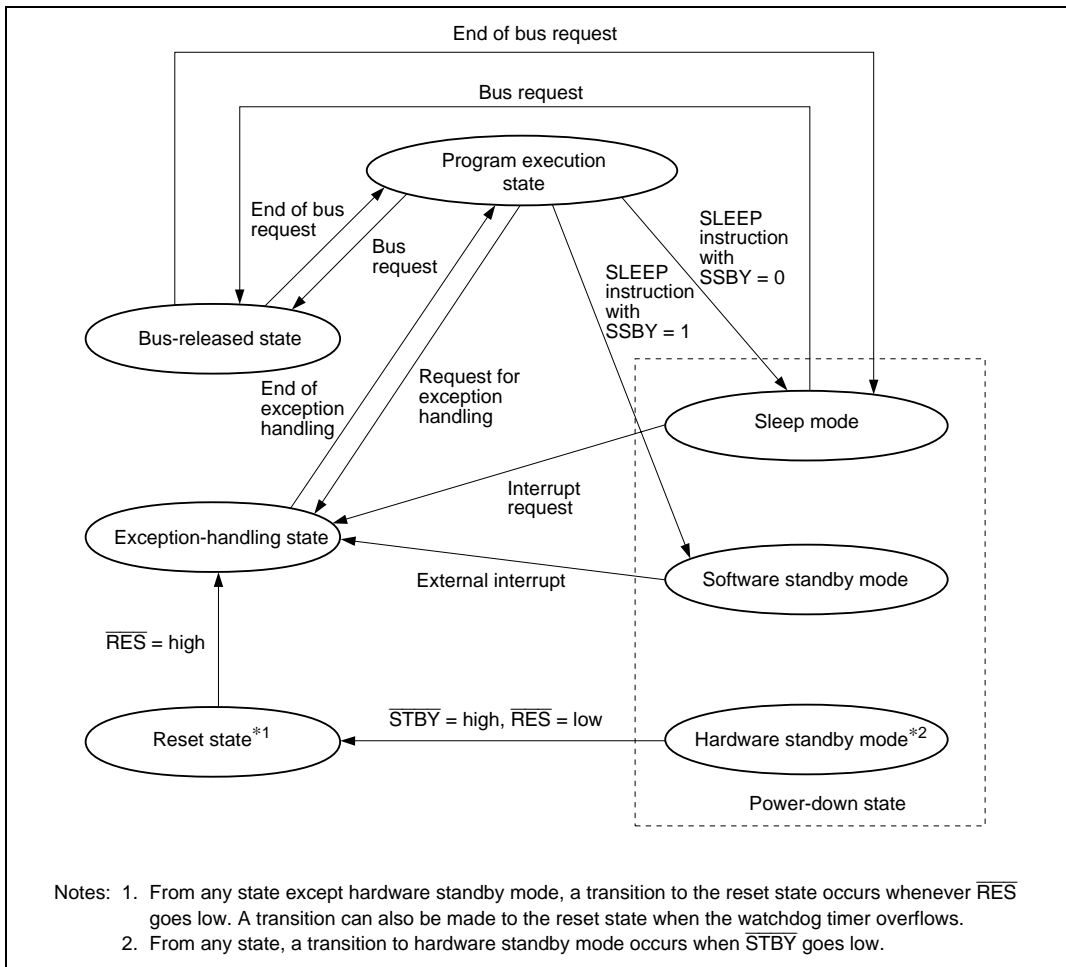 End of bus request
Bus request
Program execution
state
End of bus
request
Bus
request
SLEEP
instruction
with
SSBY = 0
SLEEP
instruction
with
SSBY = 1
Bus-released state
End of
exception
handling
Request for
exception
handling
Sleep mode
Interrupt
request
Exception-handling state
External interrupt
Software standby mode
R̅E̅S̅ = high
S̅T̅B̅Y̅ = high, R̅E̅S̅ = low
Reset state*1
Hardware standby mode*2
Power-down state
Notes: 1. From any state except hardware standby mode, a transition to the reset state occurs whenever R̅E̅S̅
goes low. A transition can also be made to the reset state when the watchdog timer overflows.
2. From any state, a transition to hardware standby mode occurs when S̅T̅B̅Y̅ goes low.